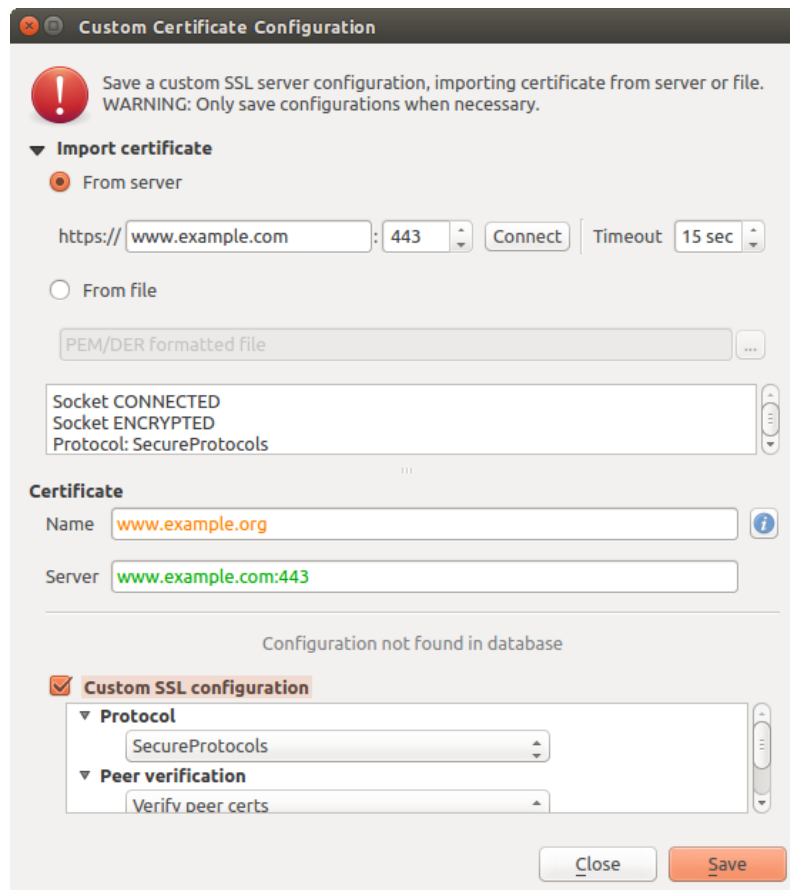 Custom Certificate Configuration
Save a custom SSL server configuration, importing certificate from server or file.
WARNING: Only save configurations when necessary.
Import certificate
From server
https:// www.example.com : 443 Connect Timeout 15 sec
From file
PEM/DER formatted file ...
Socket CONNECTED
Socket ENCRYPTED
Protocol: SecureProtocols
Certificate
Name www.example.org
Server www.example.com:443
Configuration not found in database
Custom SSL configuration
Protocol
SecureProtocols
Peer verification
Verify peer certs
Close Save